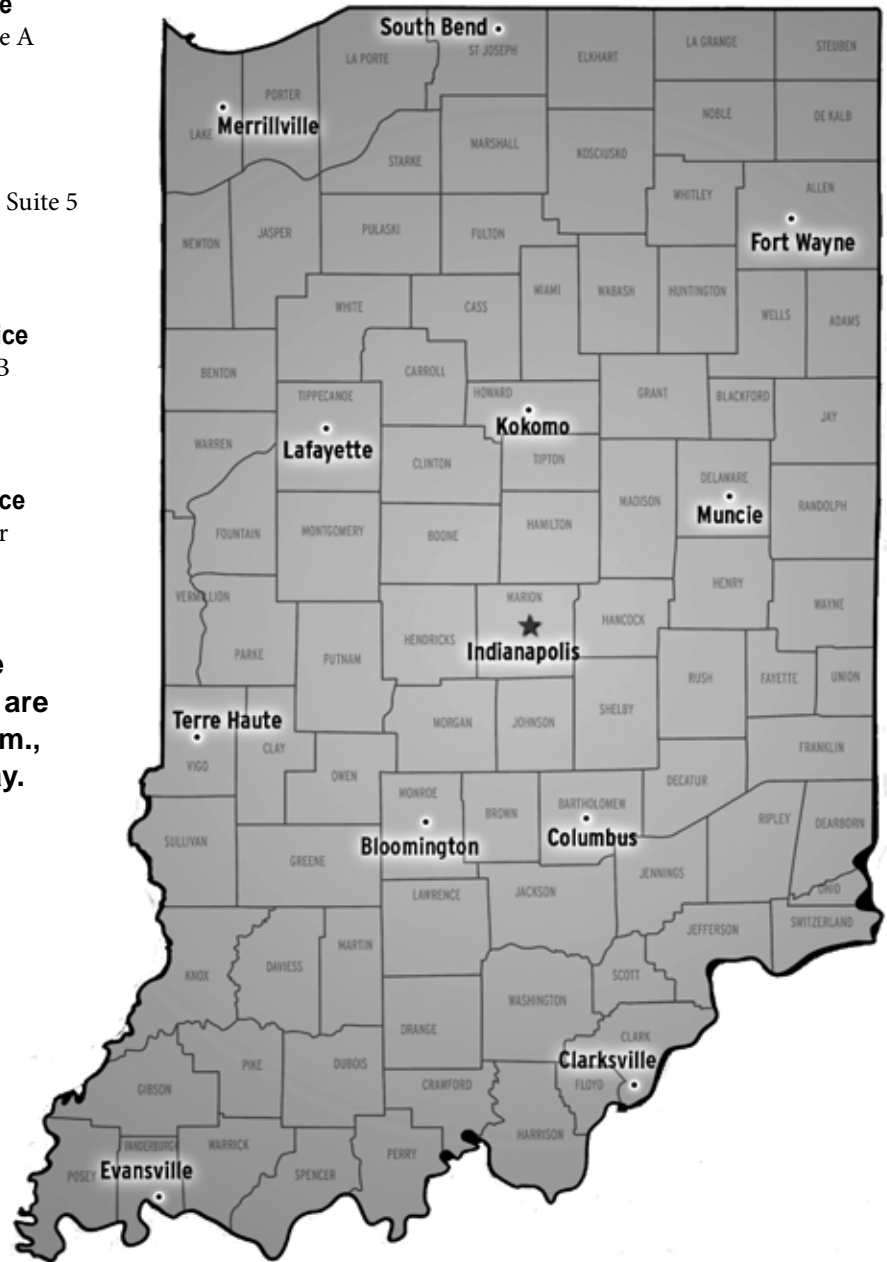 e
e A
Suite 5
ice
B
ce
r
e
are
m.,
ay.
South Bend
ST JOSEPH
LA PORTE
ELKHART
LA GRANGE
STEUBEN
PORTER
LAKE
Merrillville
NOBLE
DE KALB
STARKE
MARSHALL
KOSCIUSKO
WHITLEY
ALLEN
Fort Wayne
NEWTON
JASPER
PULASKI
FULTON
WHITE
CASS
MIAMI
WABASH
HUNTINGTON
WELLS
ADAMS
BENTON
CARROLL
TIPPECANOE
HOWARD
GRANT
BLACKFORD
JAY
Kokomo
Lafayette
WARREN
CLINTON
TIPTON
MADISON
DELAWARE
Muncie
RANDOLPH
FOUNTAIN
MONTGOMERY
BOONE
HAMILTON
VERMILLION
MARION
HENRY
WAYNE
HENDRICKS
Indianapolis
HANCOCK
PARKE
PUTNAM
RUSH
FAYETTE
UNION
Terre Haute
VIGO
CLAY
MORGAN
JOHNSON
SHELBY
FRANKLIN
OWEN
MONROE
BROWN
BARTHOLOMEW
DECATUR
Bloomington
Columbus
RIPLEY
DEARBORN
SULLIVAN
GREENE
JENNINGS
LAWRENCE
JACKSON
OHIO
SWITZERLAND
JEFFERSON
KNOX
DAVIESS
MARTIN
SCOTT
WASHINGTON
ORANGE
CLARK
Clarksville
FLOYD
GIBSON
PIKE
DUBOIS
CRAWFORD
HARRISON
VANDERBURGH
WARRICK
PERRY
POSEY
Evansville
SPENCER